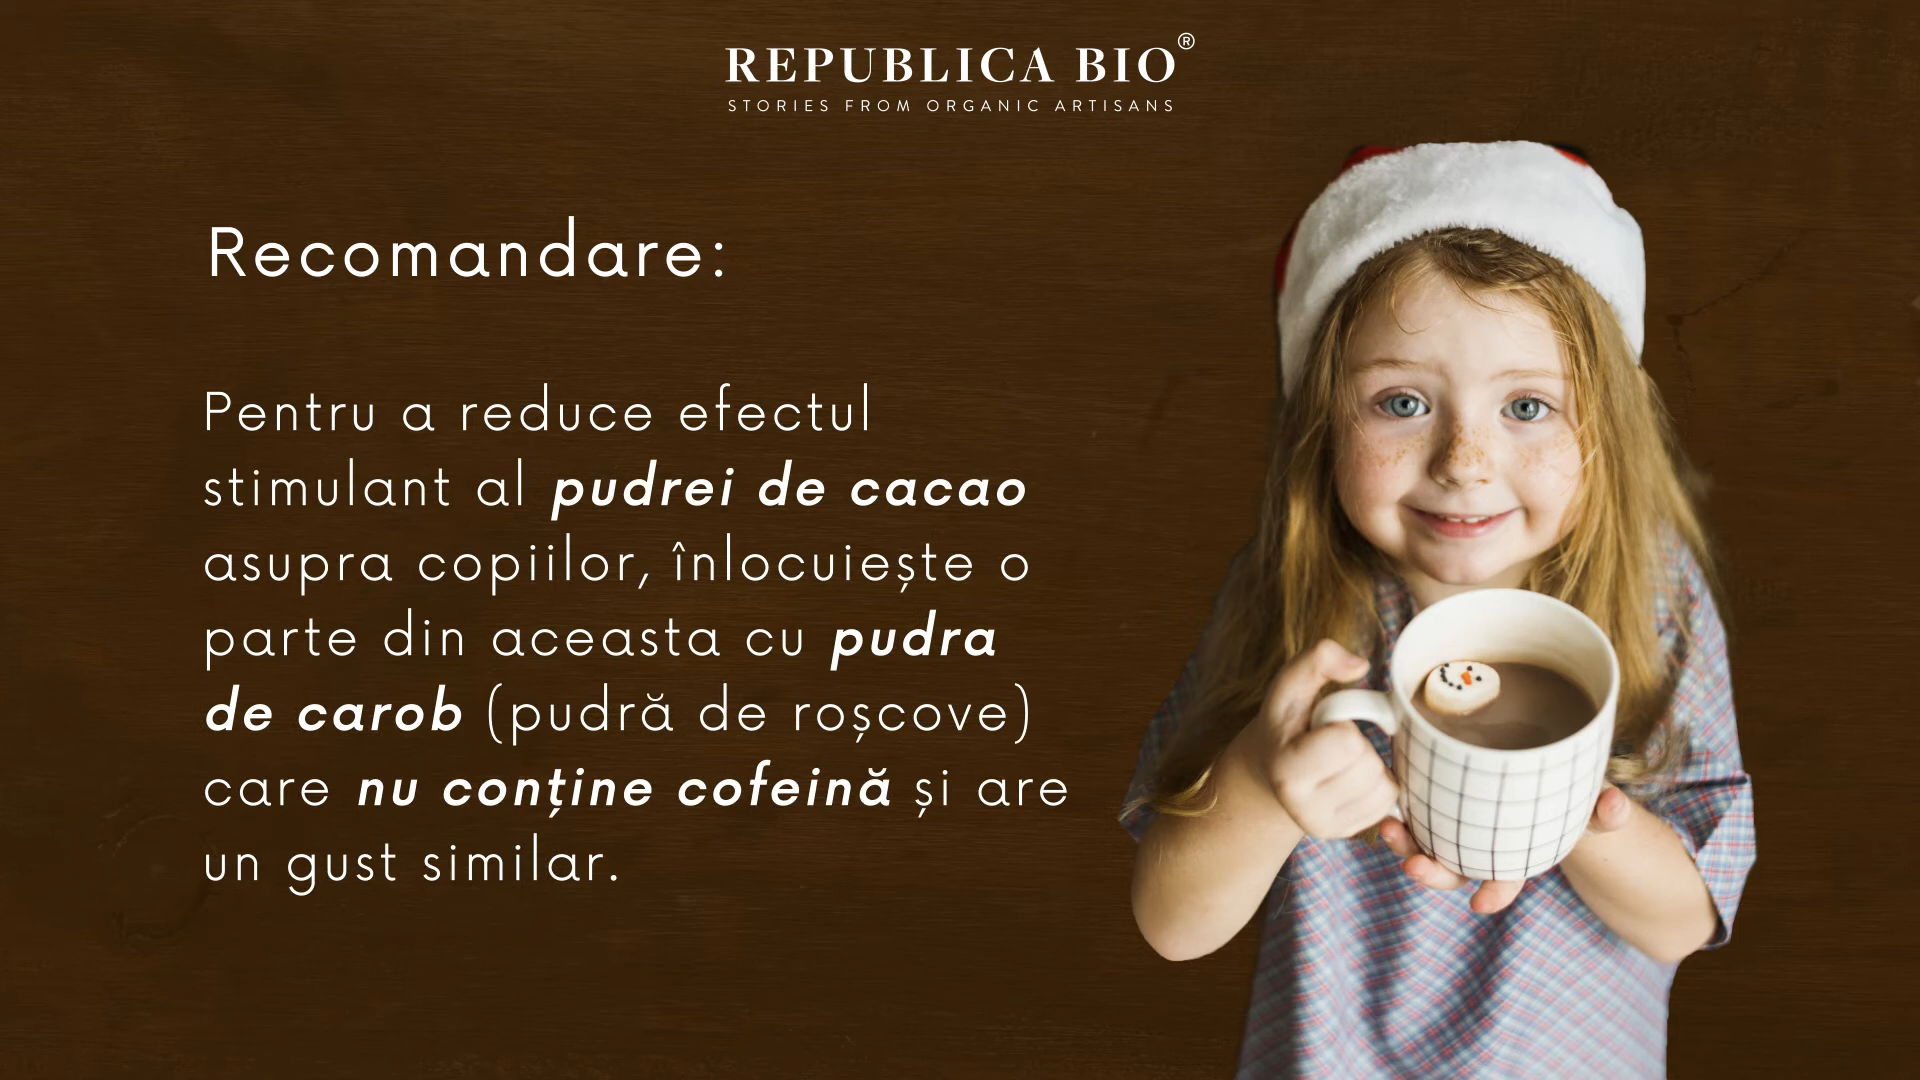 REPUBLICA BIO®
STORIES FROM ORGANIC ARTISANS
Recomandare:
Pentru a reduce efectul
stimulant al pudrei de cacao
asupra copiilor, înlocuiește o
parte din aceasta cu pudra
de carob (pudră de roșcove)
care nu conține cofeină și are
un gust similar.